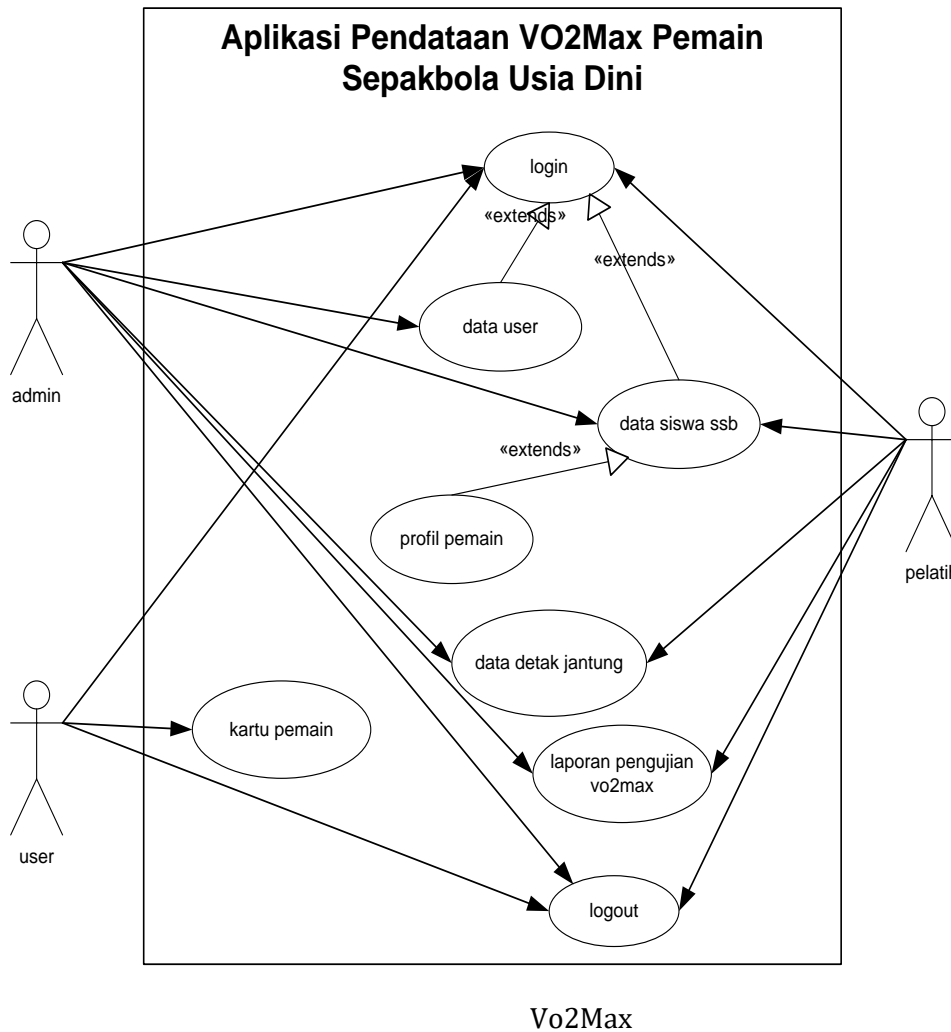 Aplikasi Pendataan VO2Max Pemain
Sepakbola Usia Dini
login
«extends»
«extends»
data user
admin
data siswa ssb
«extends»
profil pemain
pelatih
data detak jantung
kartu pemain
laporan pengujian
vo2max
user
logout
Vo2Max